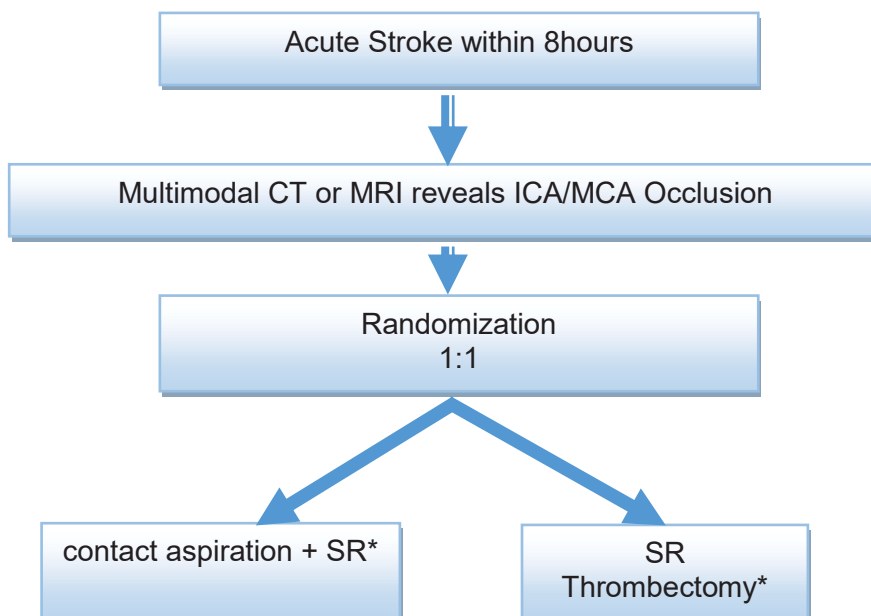 Acute Stroke within 8hours
Multimodal CT or MRI reveals ICA/MCA Occlusion
Randomization
1:1
contact aspiration + SR*
SR
Thrombectomy*